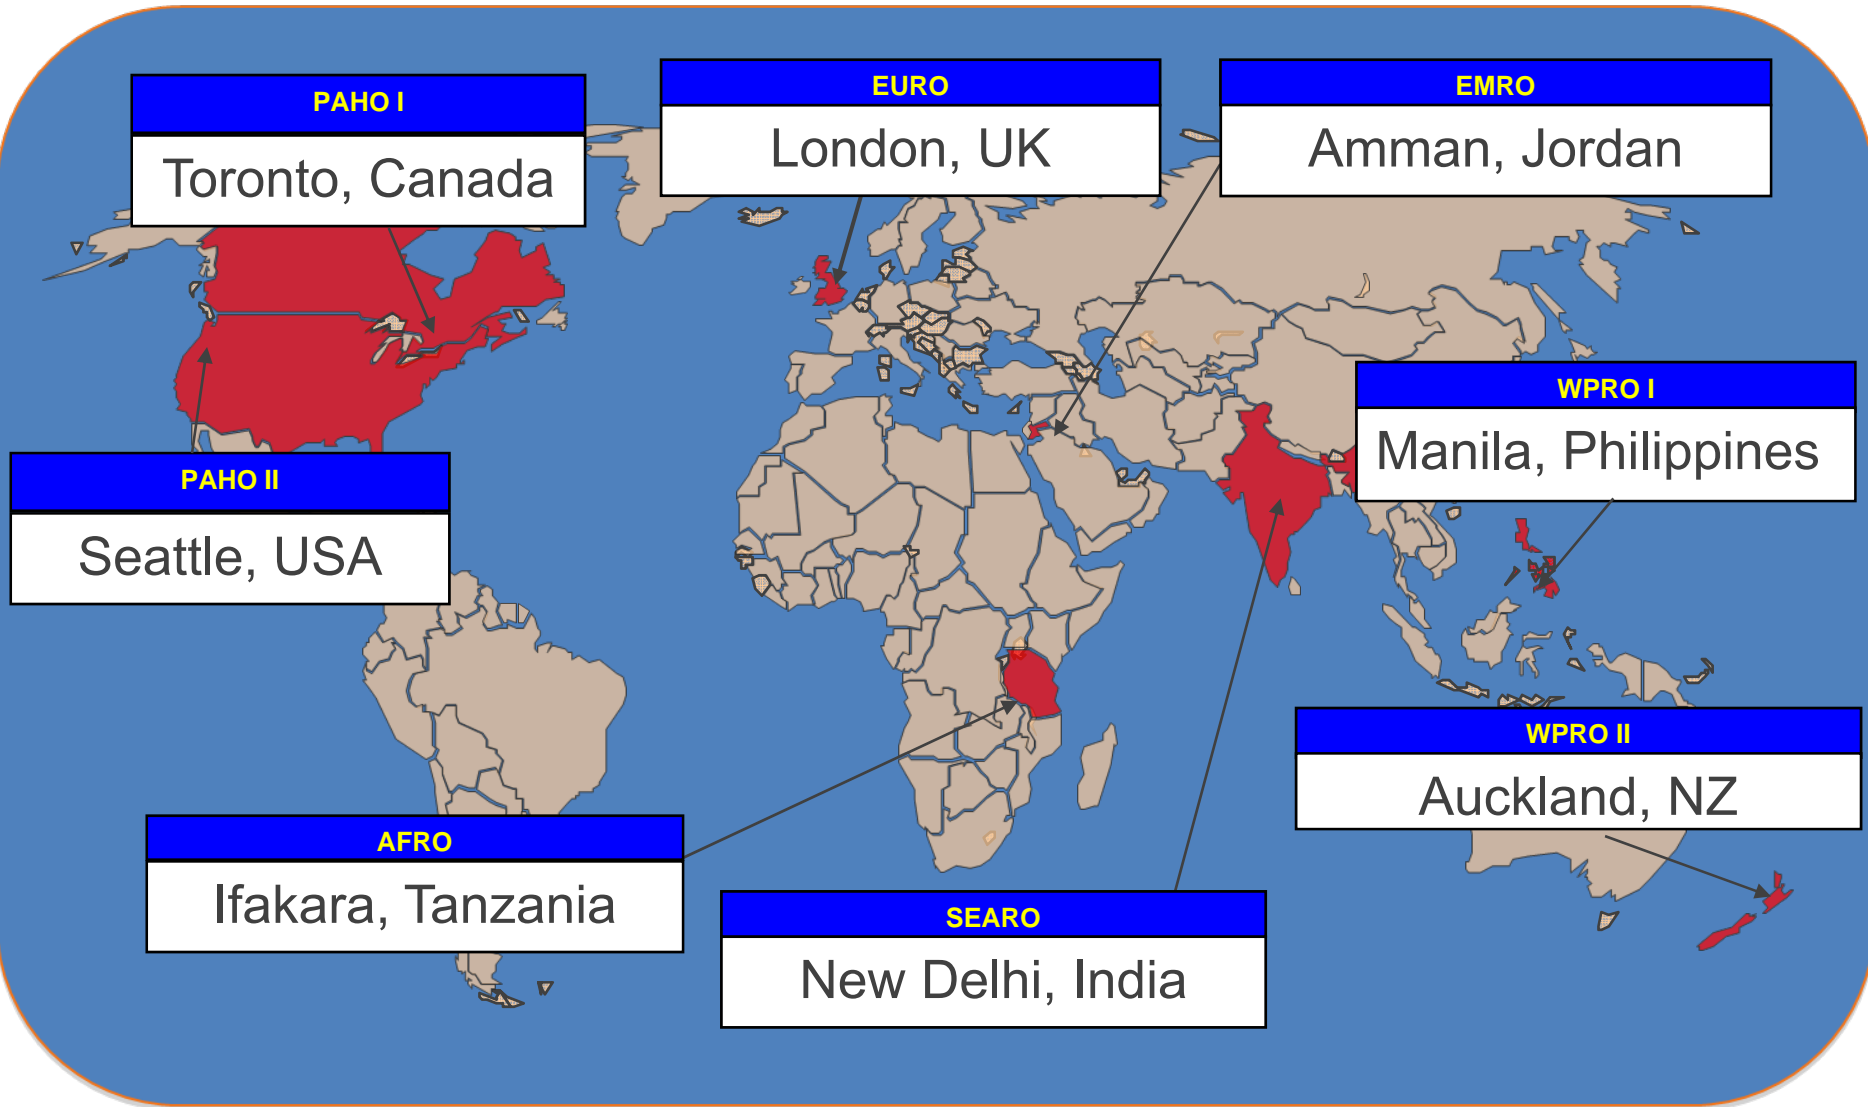 PAHO I
Toronto, Canada
EURO
London, UK
EMRO
Amman, Jordan
WPRO I
Manila, Philippines
PAHO II
Seattle, USA
WPRO II
Auckland, NZ
AFRO
Ifakara, Tanzania
SEARO
New Delhi, India